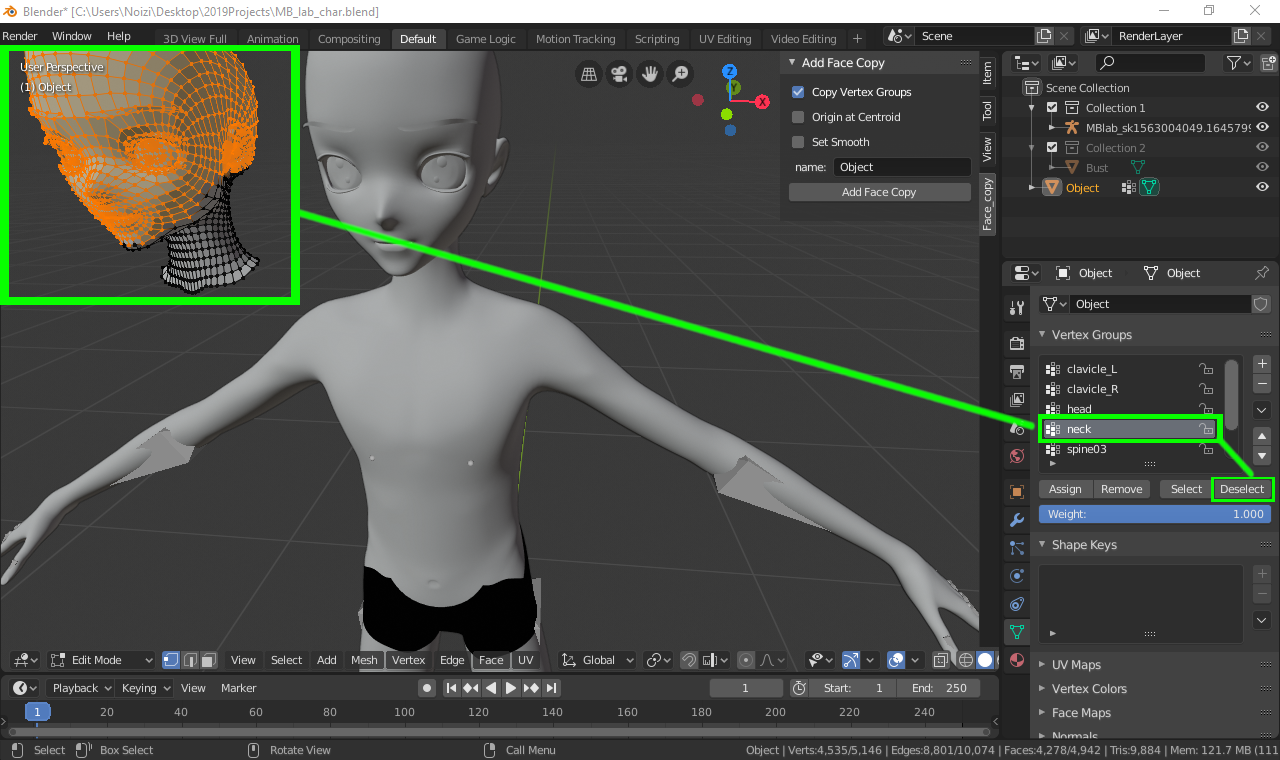 Blender* [C:\Users\Noizi\Desktop\2019Projects\MB_lab_char.blend]
Render Window Help 3D View Full Animation Compositing Default Game Logic Motion Tracking Scripting UV Editing Video Editing + Scene RenderLayer
User Perspective
(1) Object
Add Face Copy
Copy Vertex Groups
Origin at Centroid
Set Smooth
name: Object
Add Face Copy
Z
X
Item
Tool
View
Face_copy
Scene Collection
Collection 1
MBlab_sk1563004049.1645799
Collection 2
Bust
Object
Object Object
Object
Vertex Groups
clavicle_L
clavicle_R
head
neck
spine03
Assign Remove Select Deselect
Weight: 1.000
Shape Keys
UV Maps
Vertex Colors
Face Maps
Normals
Edit Mode View Select Add Mesh Vertex Edge Face UV Global
Playback Keying View Marker 1 Start: 1 End: 250
1 20 40 60 80 100 120 140 160 180 200 220 240
Select Box Select Rotate View Call Menu Object | Verts:4,535/5,146 | Edges:8,801/10,074 | Faces:4,278/4,942 | Tris:9,884 | Mem: 121.7 MB (111